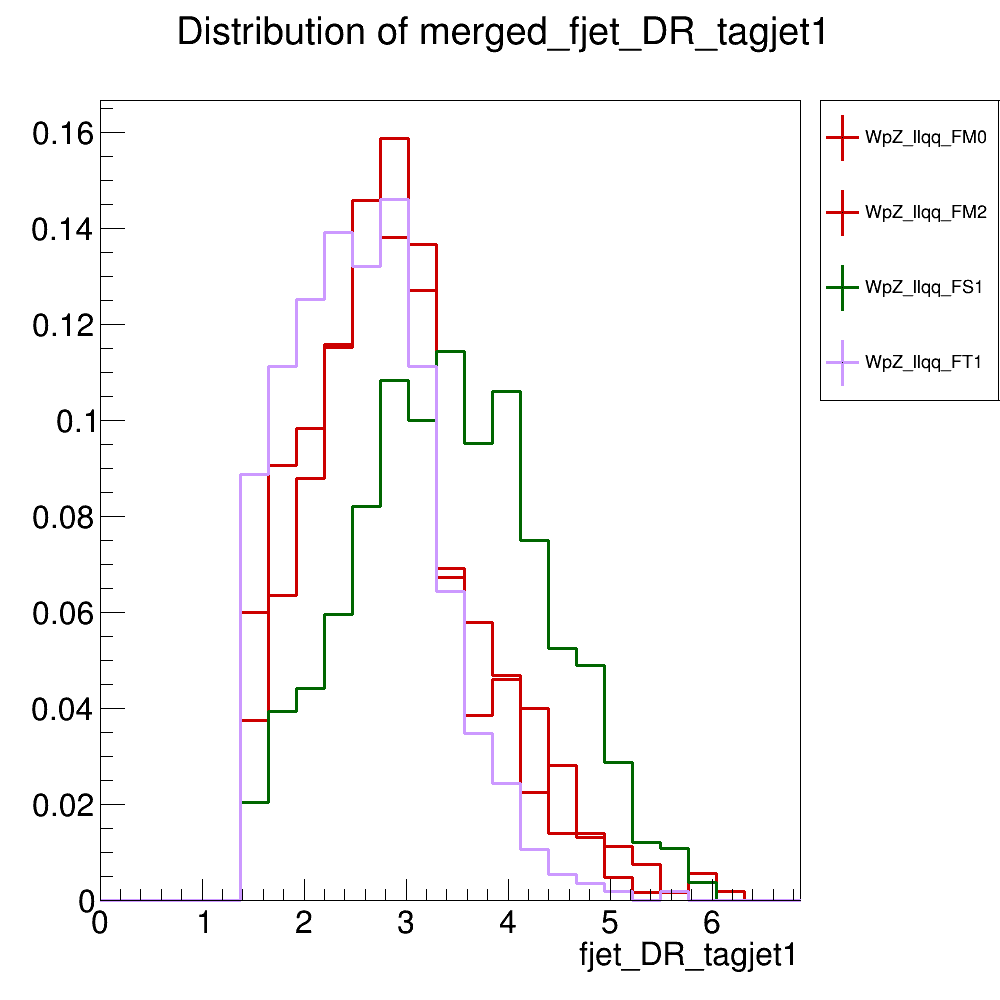 Distribution of merged_fjet_DR_tagjet1
0.16
0.14
0.12
0.1
0.08
0.06
0.04
0.02
0
0 1 2 3 4 5 6
fjet_DR_tagjet1
WpZ_llqq_FM0
WpZ_llqq_FM2
WpZ_llqq_FS1
WpZ_llqq_FT1